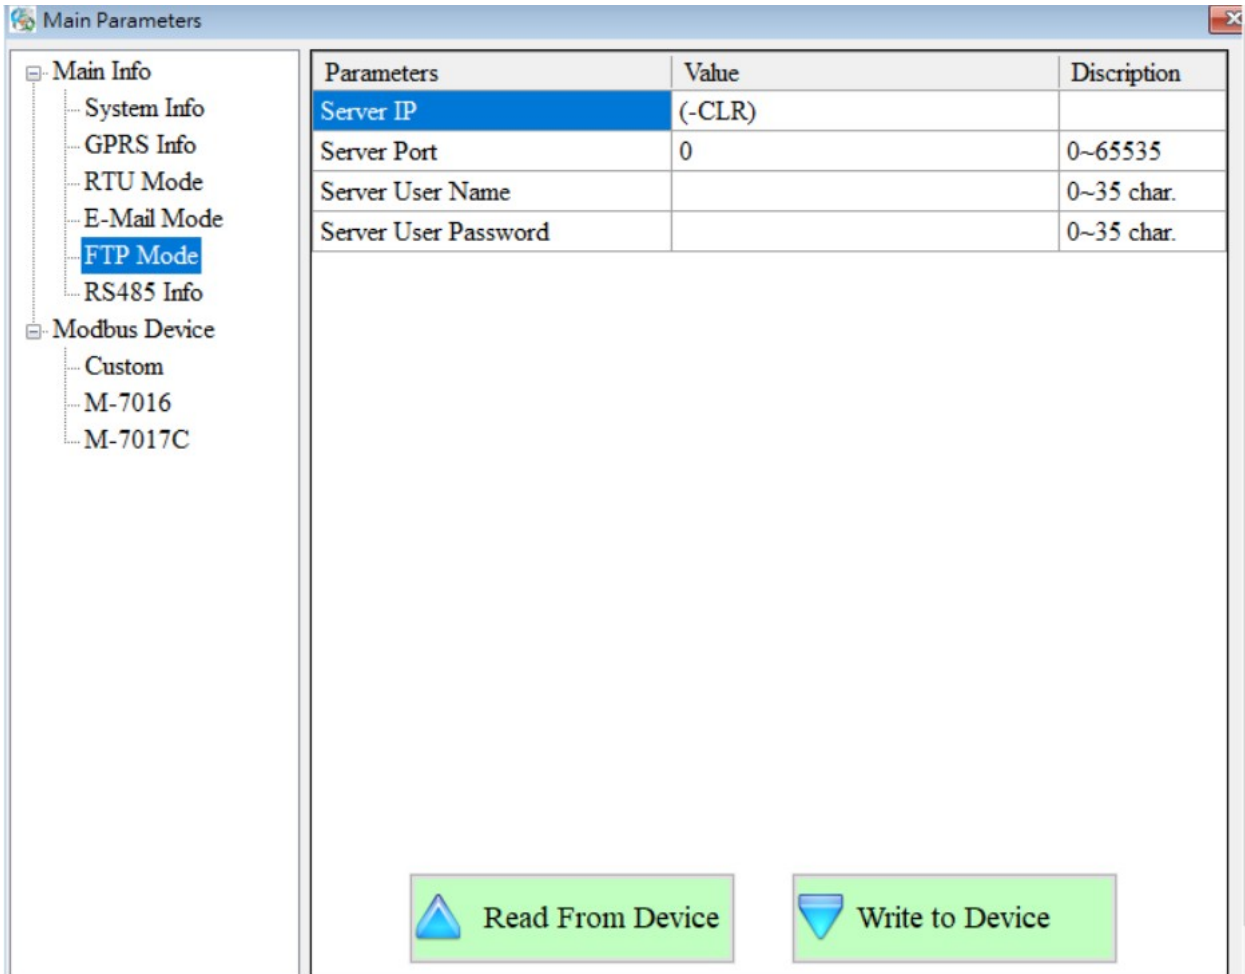 Main Parameters
Main Info
System Info
GPRS Info
RTU Mode
E-Mail Mode
FTP Mode
RS485 Info
Modbus Device
Custom
M-7016
M-7017C
Parameters Value Discription
Server IP (-CLR)
Server Port 0 0~65535
Server User Name 0~35 char.
Server User Password 0~35 char.
Read From Device Write to Device